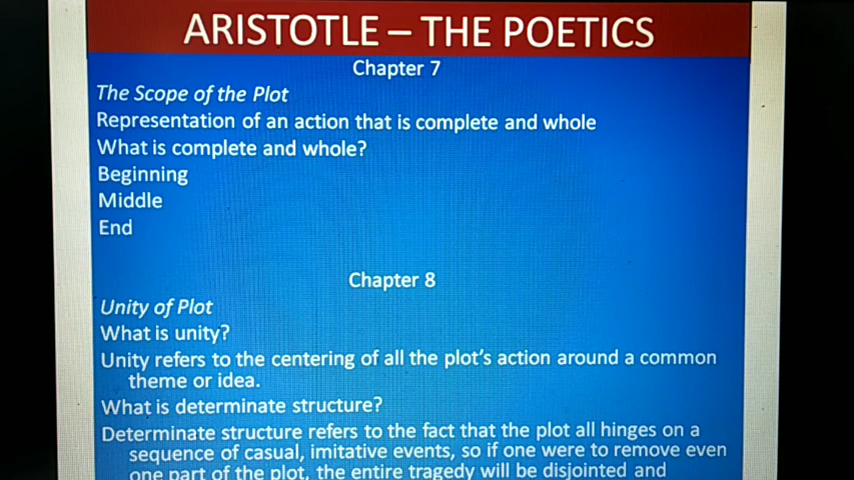 ARISTOTLE – THE POETICS
Chapter 7
The Scope of the Plot
Representation of an action that is complete and whole
What is complete and whole?
Beginning
Middle
End
Chapter 8
Unity of Plot
What is unity?
Unity refers to the centering of all the plot's action around a common
theme or idea.
What is determinate structure?
Determinate structure refers to the fact that the plot all hinges on a
sequence of casual, imitative events, so if one were to remove even
one part of the plot, the entire tragedy will be disjointed and